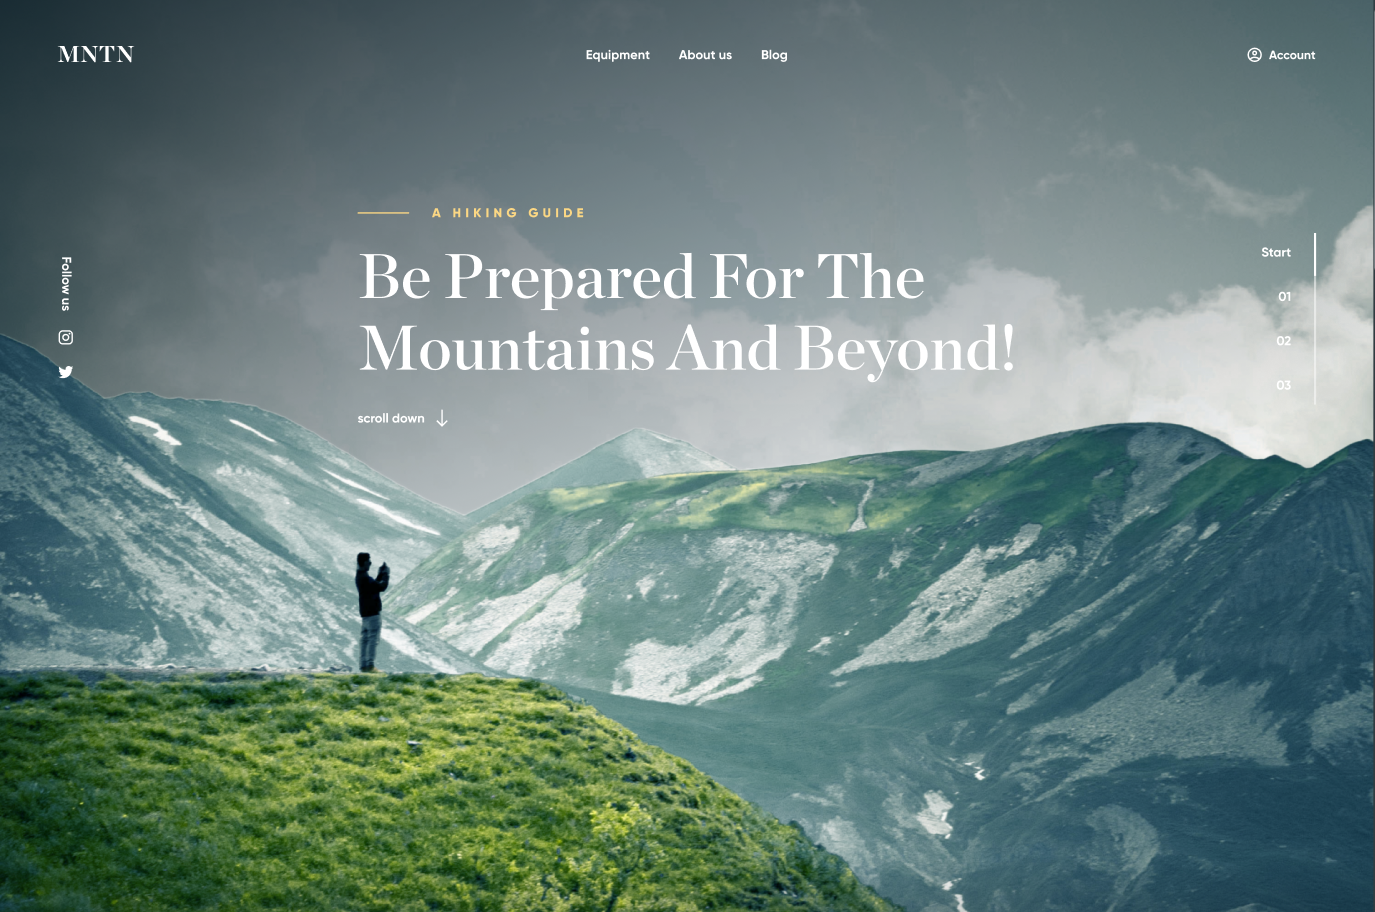 MNTN
Equipment
About us
Blog
Account
A HIKING GUIDE
Be Prepared For The
Mountains And Beyond!
scroll down
Follow us
Start
01
02
03